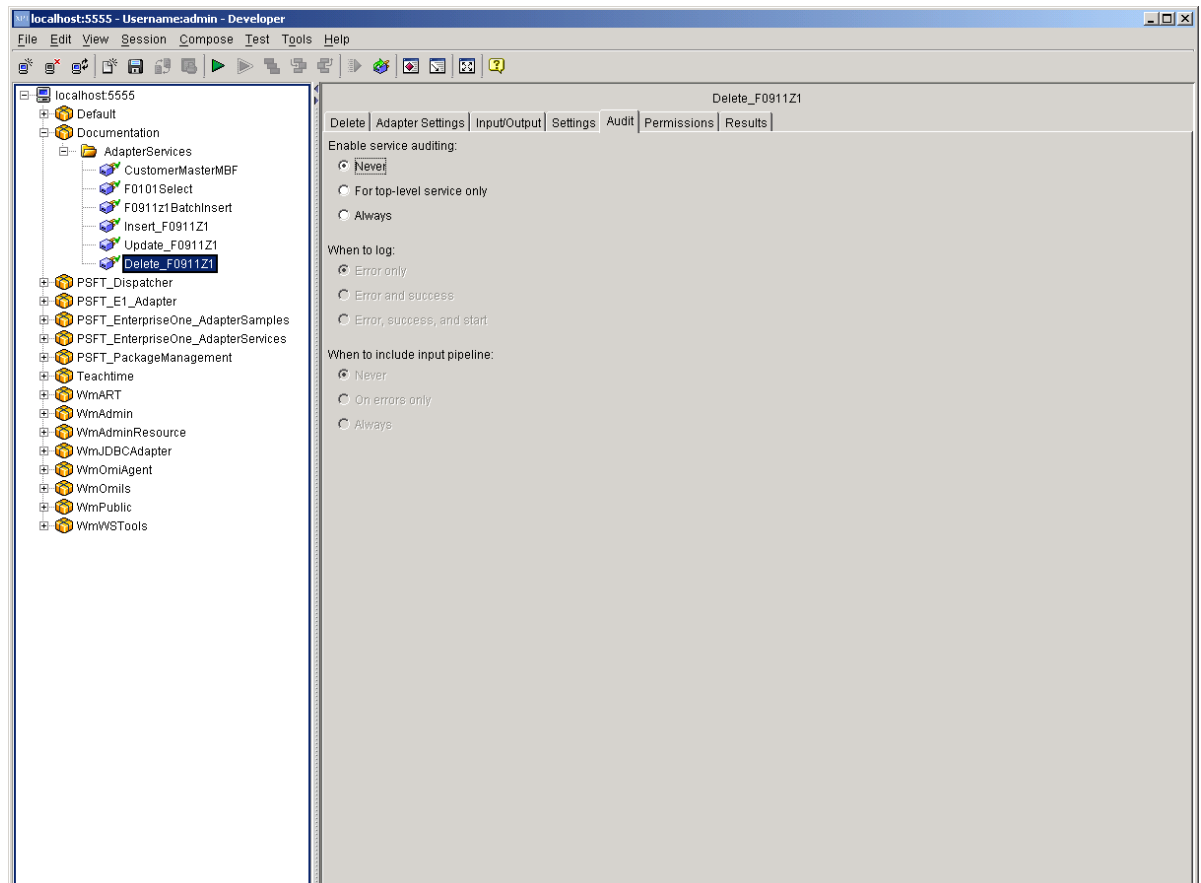 localhost:5555 - Username:admin - Developer
File Edit View Session Compose Test Tools Help
localhost:5555
Default
Documentation
AdapterServices
CustomerMasterMBF
F0101Select
F0911z1BatchInsert
Insert_F0911Z1
Update_F0911Z1
Delete_F0911Z1
PSFT_Dispatcher
PSFT_E1_Adapter
PSFT_EnterpriseOne_AdapterSamples
PSFT_EnterpriseOne_AdapterServices
PSFT_PackageManagement
Teachtime
WmART
WmAdmin
WmAdminResource
WmJDBCAdapter
WmOmiAgent
WmOmils
WmPublic
WmWSTools
Delete_F0911Z1
Delete Adapter Settings Input/Output Settings Audit Permissions Results
Enable service auditing:
Never
For top-level service only
Always
When to log:
Error only
Error and success
Error, success, and start
When to include input pipeline:
Never
On errors only
Always